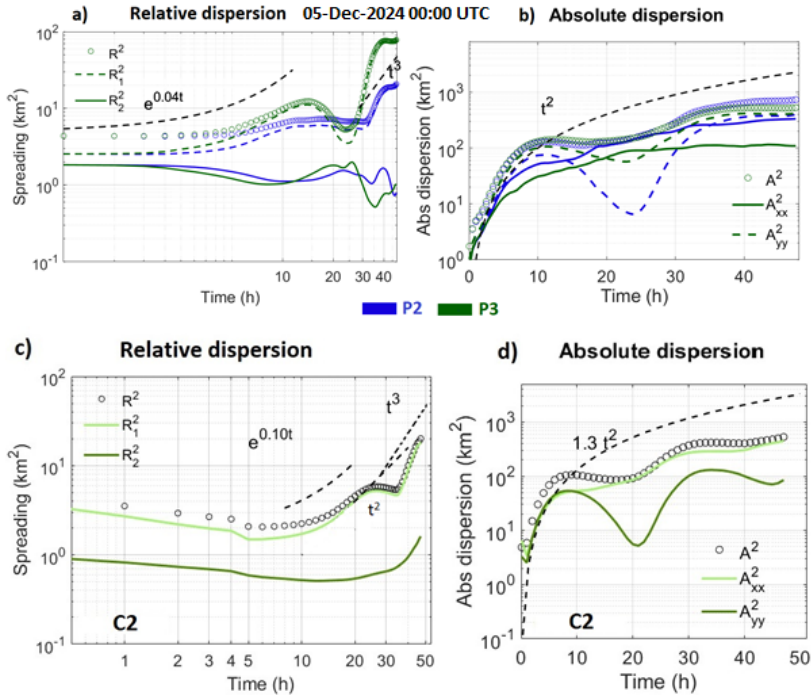 a) Relative dispersion 05-Dec-2024 00:00 UTC b) Absolute dispersion
Spreading (km²)
10²
10¹
10⁰
10⁻¹
R²
R₁²
R₂²
e^0.04t
t³
10 20 30 40
Time (h)
Abs dispersion (km²)
10³
10²
10¹
10⁰
t²
A²
A²xx
A²yy
0 10 20 30 40
Time (h)
P2 P3
c) Relative dispersion
Spreading (km²)
10²
10¹
10⁰
10⁻¹
R²
R₁²
R₂²
e^0.10t
t³
t²
C2
1 2 3 4 5 10 20 30 50
Time (h)
d) Absolute dispersion
Abs dispersion (km²)
10³
10²
10¹
10⁰
10⁻¹
1.3 t²
A²
A²xx
A²yy
C2
0 10 20 30 40 50
Time (h)